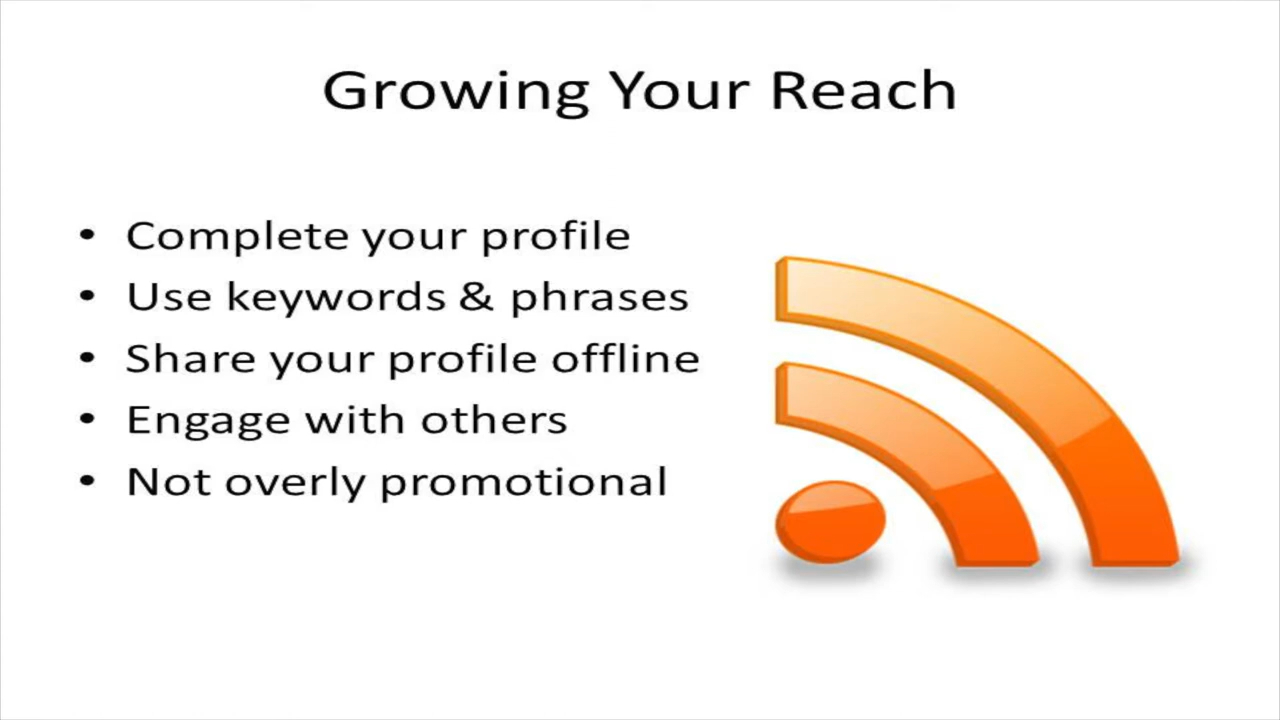 Growing Your Reach
• Complete your profile
• Use keywords & phrases
• Share your profile offline
• Engage with others
• Not overly promotional